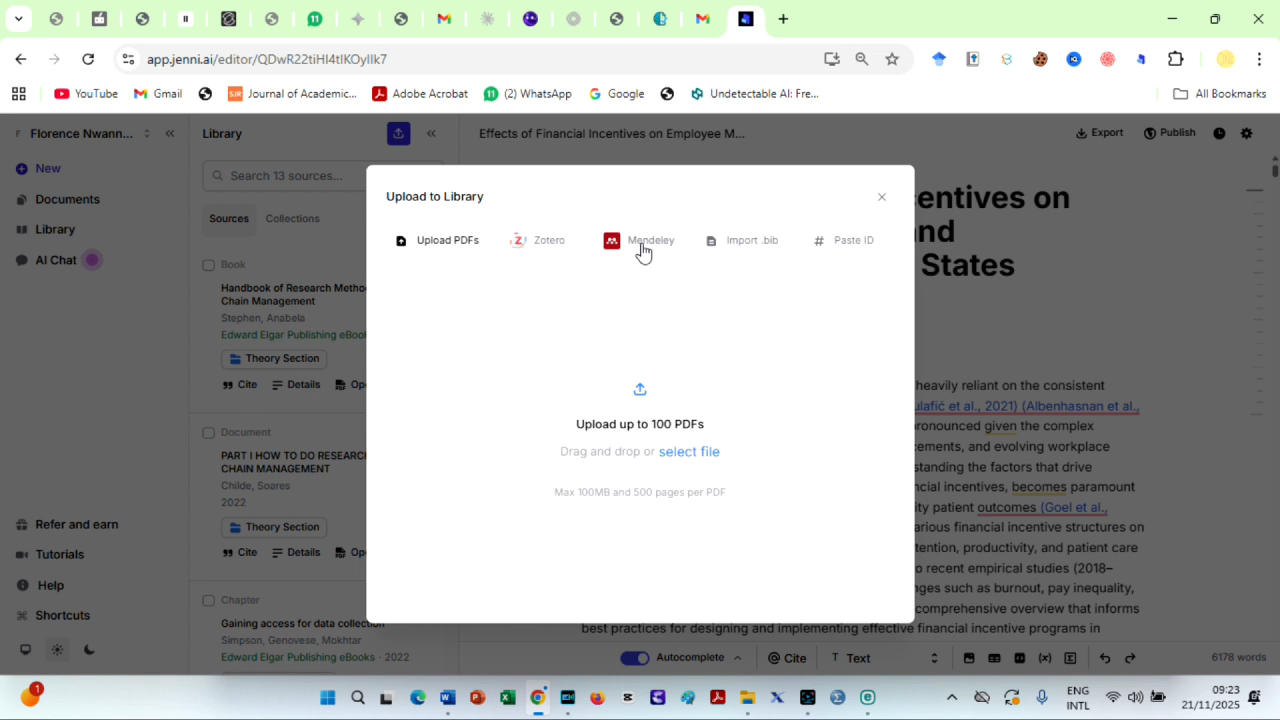 app.jenni.ai/editor/QDwR22tiHI4tIKOyIIk7
YouTube
Gmail
SJR Journal of Academic...
Adobe Acrobat
11 (2) WhatsApp
Google
Undetectable AI: Fre...
All Bookmarks
F Florence Nwann...
New
Documents
Library
AI Chat
Refer and earn
Tutorials
Help
Shortcuts
Library
Search 13 sources...
Sources Collections
Book
Handbook of Research Metho
Chain Management
Stephen, Anabela
Edward Elgar Publishing eBoo
Theory Section
Cite Details Op
Document
PART I HOW TO DO RESEARC
CHAIN MANAGEMENT
Childe, Soares
2022
Theory Section
Cite Details Op
Chapter
Gaining access for data collection
Simpson, Genovese, Mokhtar
Edward Elgar Publishing eBooks · 2022
Upload to Library
Upload PDFs Zotero Mendeley Import .bib # Paste ID
Upload up to 100 PDFs
Drag and drop or select file
Max 100MB and 500 pages per PDF
Effects of Financial Incentives on Employee M...
Export Publish
entives on
nd
States
heavily reliant on the consistent
ulafić et al., 2021) (Albenhasnan et al.,
ronounced given the complex
cements, and evolving workplace
standing the factors that drive
ncial incentives, becomes paramount
ity patient outcomes (Goel et al.,
arious financial incentive structures on
tention, productivity, and patient care
o recent empirical studies (2018–
nges such as burnout, pay inequality,
comprehensive overview that informs
best practices for designing and implementing effective financial incentive programs in
Autocomplete @ Cite T Text (x) 6178 words
1
ENG
INTL
09:23
21/11/2025